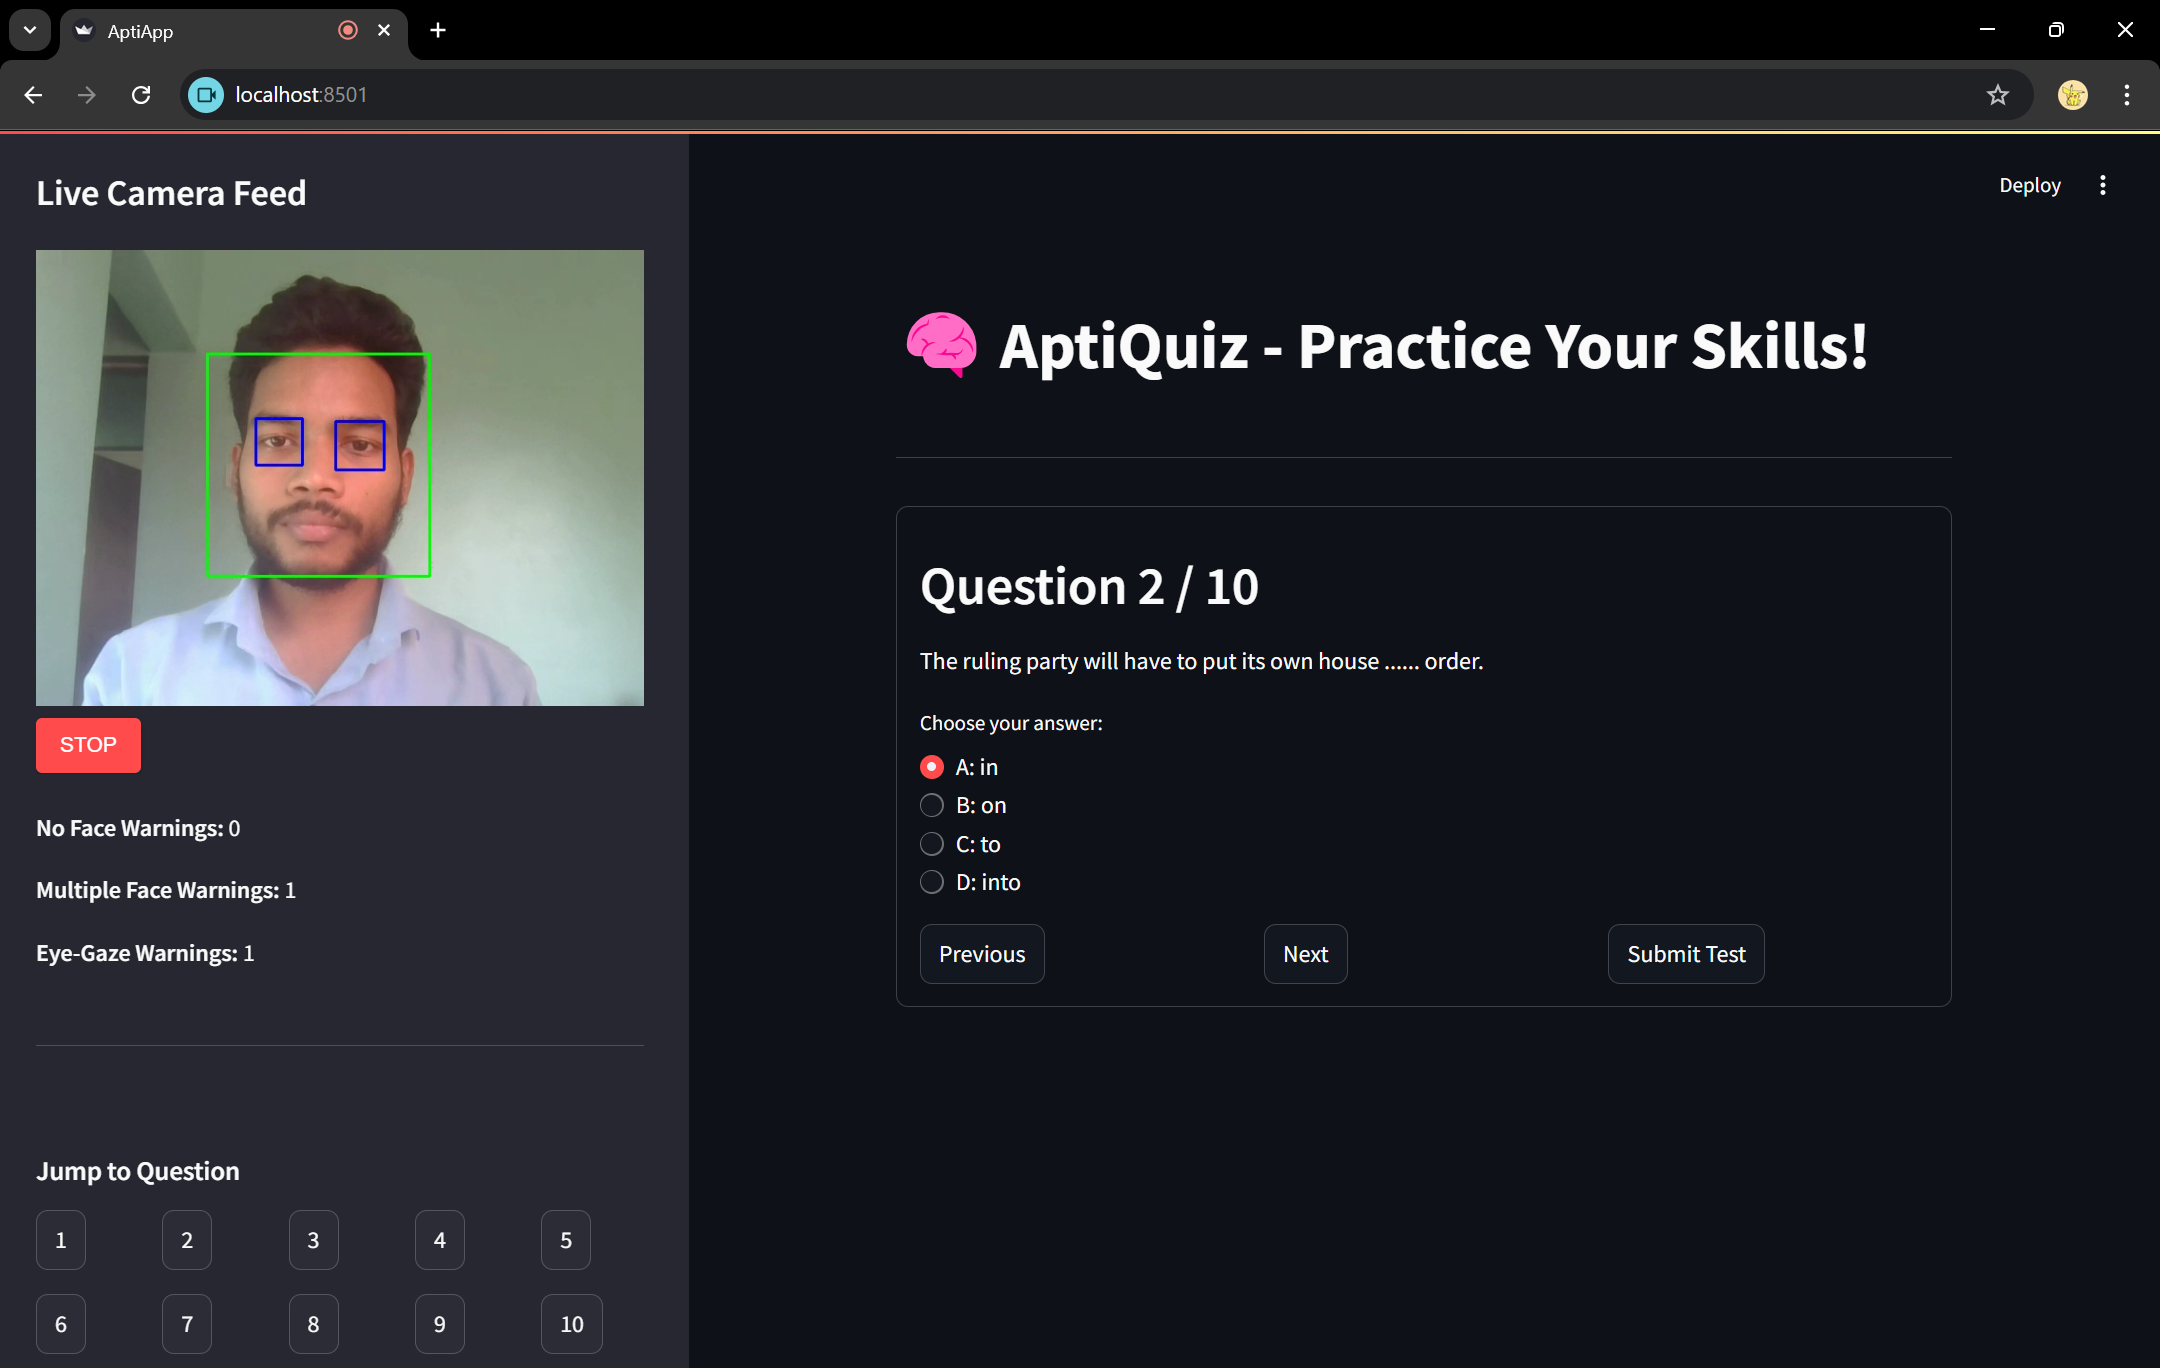 AptiApp
localhost:8501
Live Camera Feed
STOP
No Face Warnings: 0
Multiple Face Warnings: 1
Eye-Gaze Warnings: 1
Jump to Question
1 2 3 4 5
6 7 8 9 10
Deploy
AptiQuiz - Practice Your Skills!
Question 2 / 10
The ruling party will have to put its own house ...... order.
Choose your answer:
A: in
B: on
C: to
D: into
Previous Next Submit Test